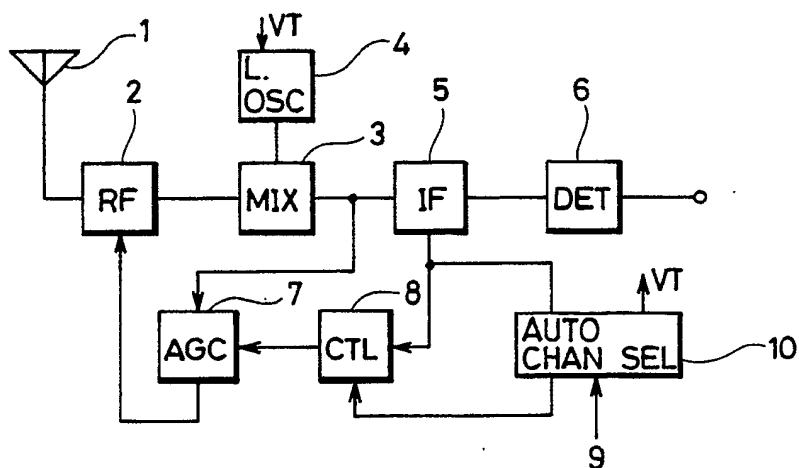 1
VT
4
L.
OSC
2
3
5
6
RF
MIX
IF
DET
7
8
VT
AGC
CTL
AUTO
CHAN SEL
10
9